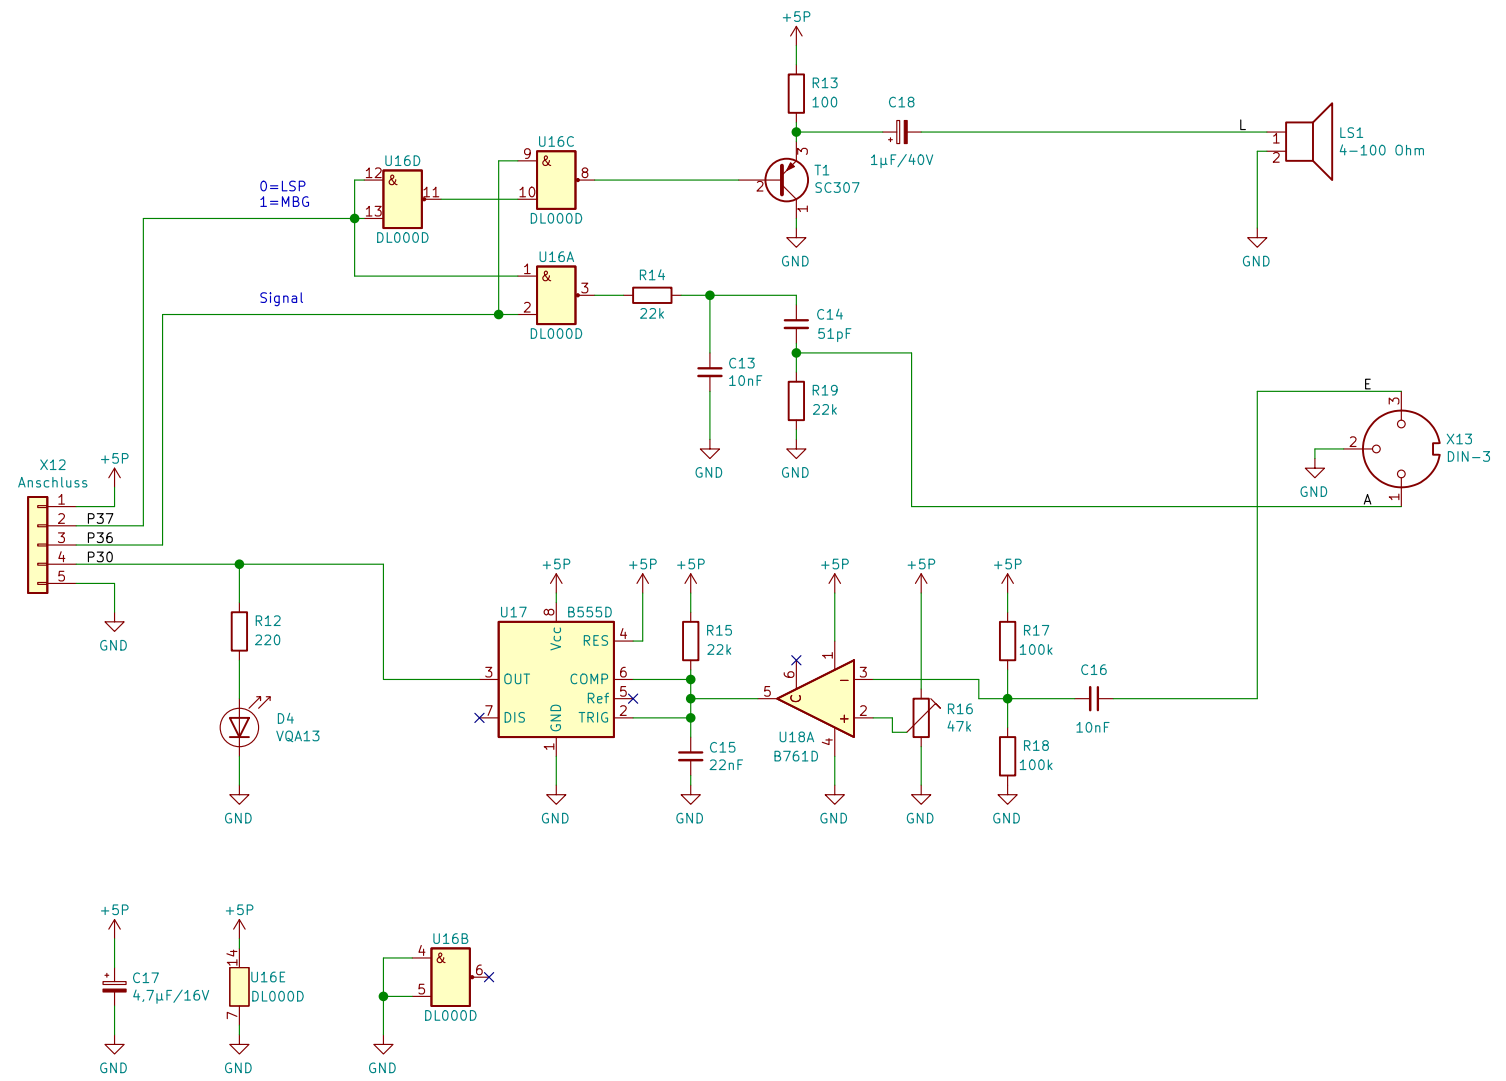 +5P
R13
100
C18
1µF/40V
L
LS1
4-100 Ohm
1
2
GND
3
T1
SC307
2
1
GND
U16C
9
&
8
10
DL000D
U16D
12
&
11
13
DL000D
0=LSP
1=MBG
U16A
1
&
3
2
DL000D
Signal
R14
22k
C14
51pF
C13
10nF
R19
22k
GND
GND
E
3
2
X13
DIN-3
GND
1
A
X12
Anschluss
+5P
1
2
P37
3
P36
4
P30
5
GND
R12
220
D4
VQA13
GND
+5P
+5P
+5P
+5P
+5P
+5P
U17
B555D
8
Vcc
RES
4
3
OUT
COMP
6
Ref
5
7
DIS
TRIG
2
GND
1
GND
R15
22k
C15
22nF
GND
1
6
C
3
−
5
+
2
4
U18A
B761D
GND
R16
47k
GND
R17
100k
R18
100k
GND
C16
10nF
+5P
C17
4,7µF/16V
GND
+5P
14
U16E
DL000D
7
GND
U16B
4
&
6
5
DL000D
GND